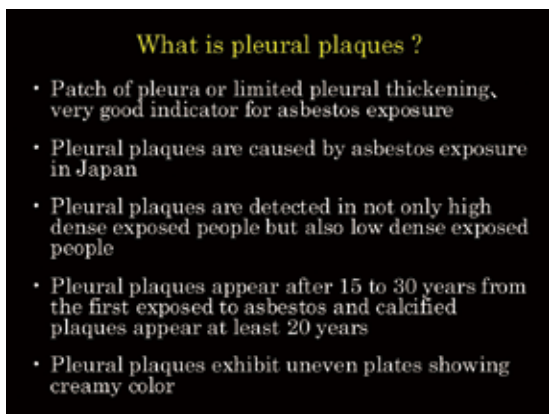 What is pleural plaques ?
• Patch of pleura or limited pleural thickening、
very good indicator for asbestos exposure
• Pleural plaques are caused by asbestos exposure
in Japan
• Pleural plaques are detected in not only high
dense exposed people but also low dense exposed
people
• Pleural plaques appear after 15 to 30 years from
the first exposed to asbestos and calcified
plaques appear at least 20 years
• Pleural plaques exhibit uneven plates showing
creamy color